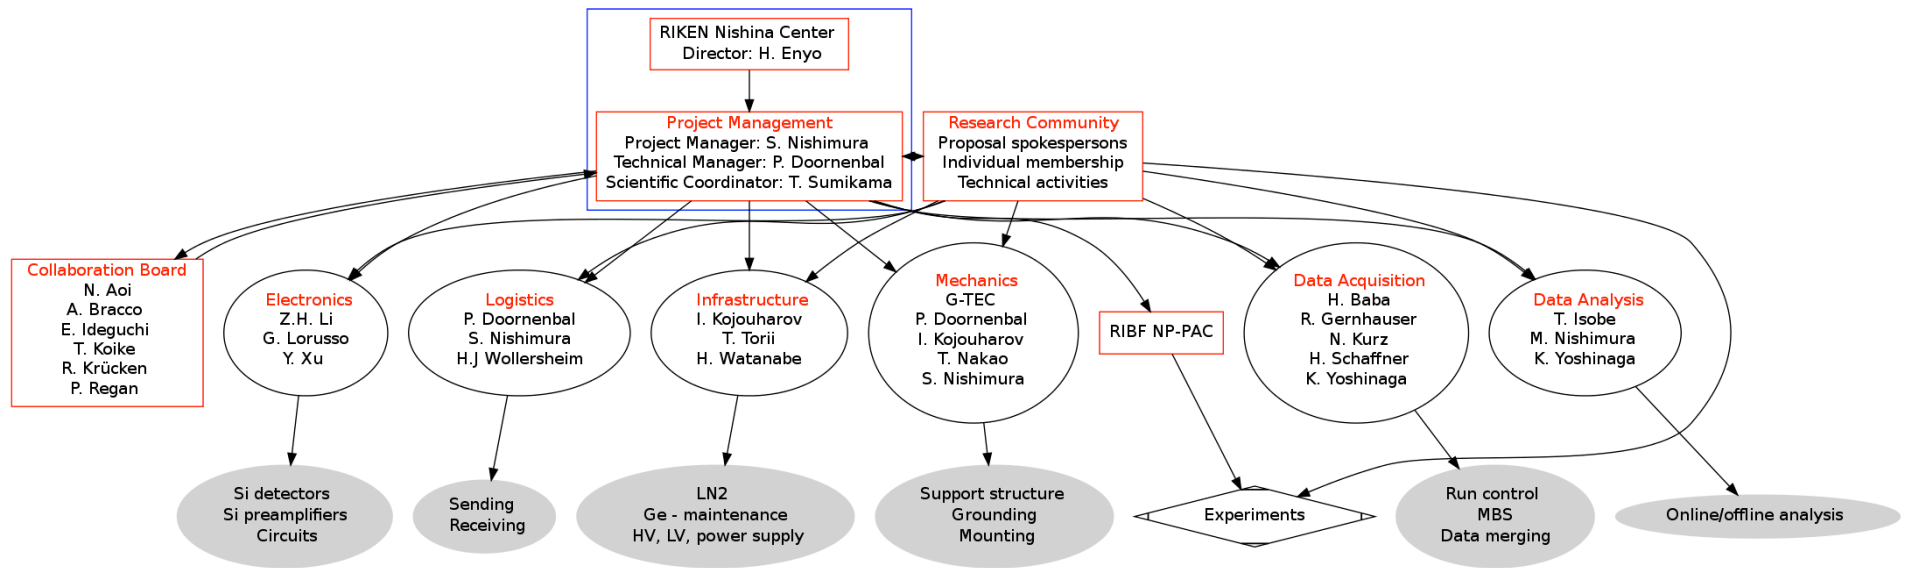 RIKEN Nishina Center
Director: H. Enyo
Project Management
Project Manager: S. Nishimura
Technical Manager: P. Doornenbal
Scientific Coordinator: T. Sumikama
Research Community
Proposal spokespersons
Individual membership
Technical activities
Collaboration Board
N. Aoi
A. Bracco
E. Ideguchi
T. Koike
R. Krücken
P. Regan
Electronics
Z.H. Li
G. Lorusso
Y. Xu
Logistics
P. Doornenbal
S. Nishimura
H.J Wollersheim
Infrastructure
I. Kojouharov
T. Torii
H. Watanabe
Mechanics
G-TEC
P. Doornenbal
I. Kojouharov
T. Nakao
S. Nishimura
RIBF NP-PAC
Data Acquisition
H. Baba
R. Gernhauser
N. Kurz
H. Schaffner
K. Yoshinaga
Data Analysis
T. Isobe
M. Nishimura
K. Yoshinaga
Si detectors
Si preamplifiers
Circuits
Sending
Receiving
LN2
Ge - maintenance
HV, LV, power supply
Support structure
Grounding
Mounting
Experiments
Run control
MBS
Data merging
Online/offline analysis